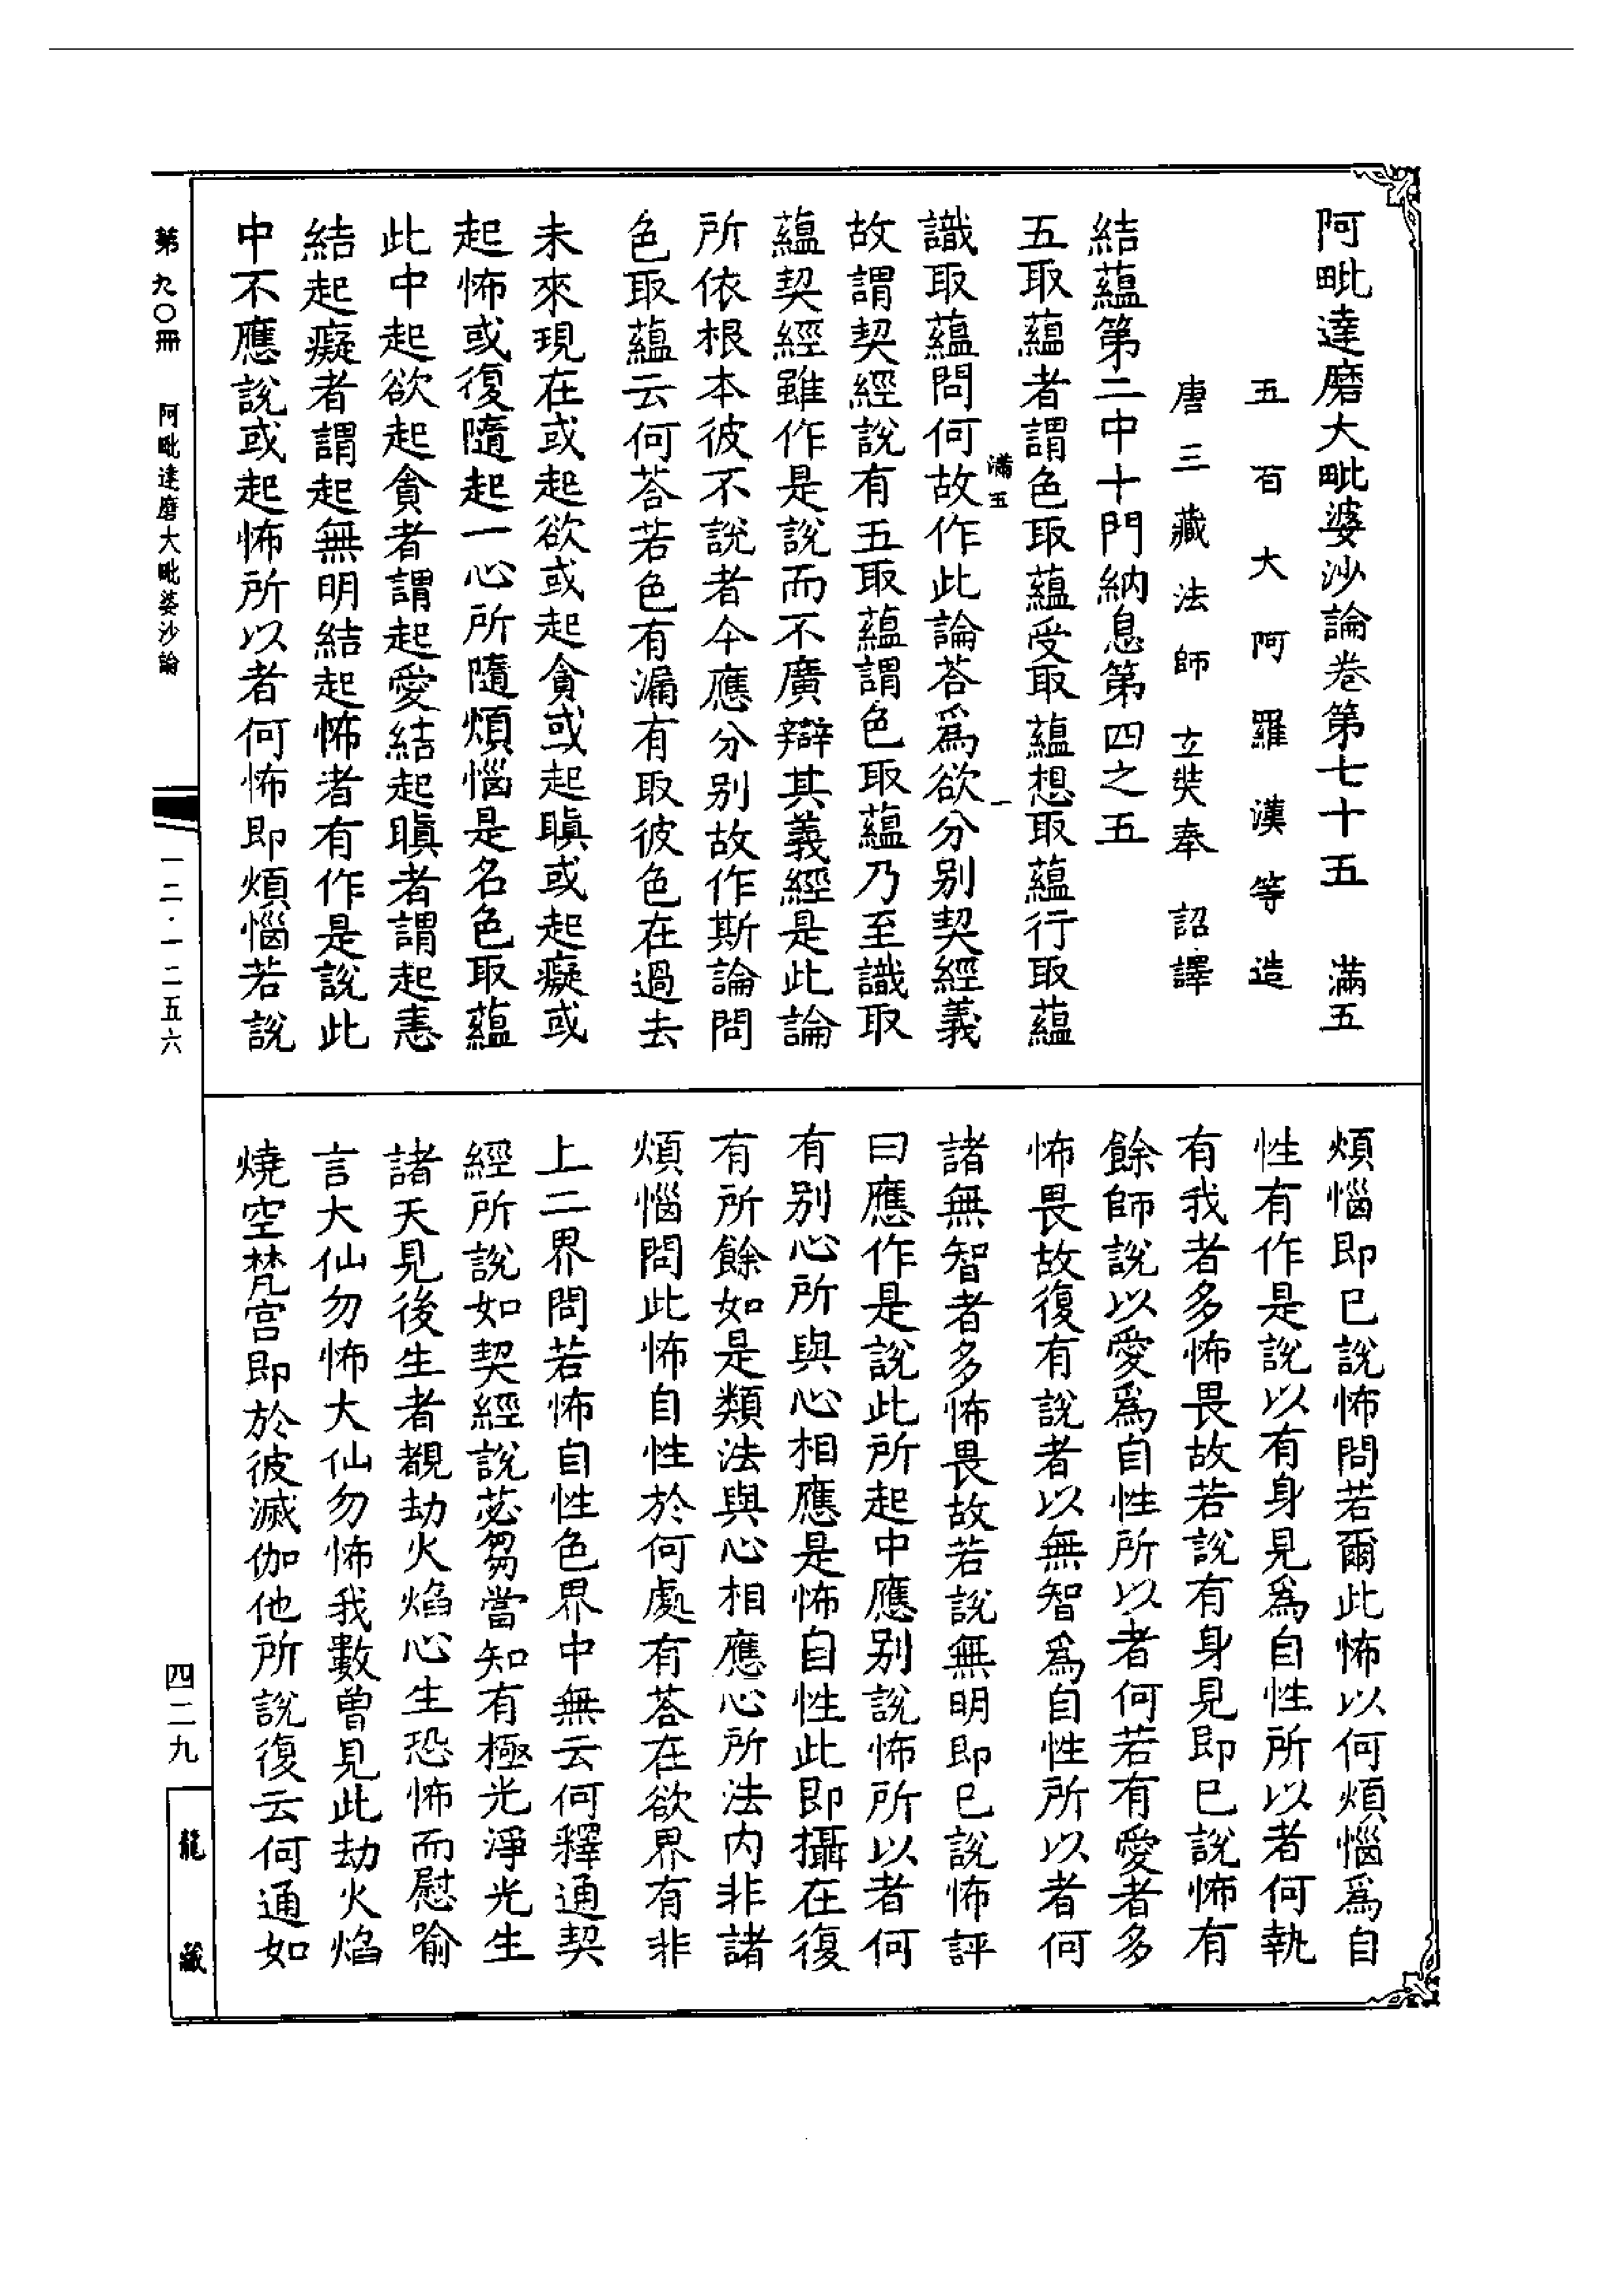 阿毗達磨大毗婆沙論卷第七十五　滿五
五百大阿羅漢等造
唐三藏法師玄奘奉　詔譯
結蘊第二中十門納息第四之五
五取蘊者謂色取蘊受取蘊想取蘊行取蘊
滿五　一
識取蘊問何故作此論荅爲欲分别契經義
故謂契經說有五取蘊謂色取蘊乃至識取
蘊契經雖作是說而不廣辯其義經是此論
所依根本彼不說者今應分别故作斯論問
色取蘊云何荅若色有漏有取彼色在過去
未來現在或起欲或起貪或起瞋或起癡或
起怖或復隨起一心所隨煩惱是名色取蘊
此中起欲起貪者謂起愛結起瞋者謂起恚
結起癡者謂起無明結起怖者有作是說此
中不應說或起怖所以者何怖即煩惱若說
煩惱即已說怖問若爾此怖以何煩惱爲自
性有作是說以有身見爲自性所以者何執
有我者多怖畏故若說有身見即已說怖有
餘師說以愛爲自性所以者何若有愛者多
怖畏故復有說者以無智爲自性所以者何
諸無智者多怖畏故若說無明即已說怖評
曰應作是說此所起中應别說怖所以者何
有别心所與心相應是怖自性此即攝在復
有所餘如是類法與心相應心所法内非諸
煩惱問此怖自性於何處有荅在欲界有非
上二界問若怖自性色界中無云何釋通契
經所說如契經說苾芻當知有極光淨光生
諸天見後生者覩劫火焰心生恐怖而慰喻
言大仙勿怖大仙勿怖我數曾見此劫火焰
燒空梵宫即於彼滅伽他所說復云何通如
第九〇冊　阿毗達磨大毗婆沙論
一二·一二五六
四二九
龍藏